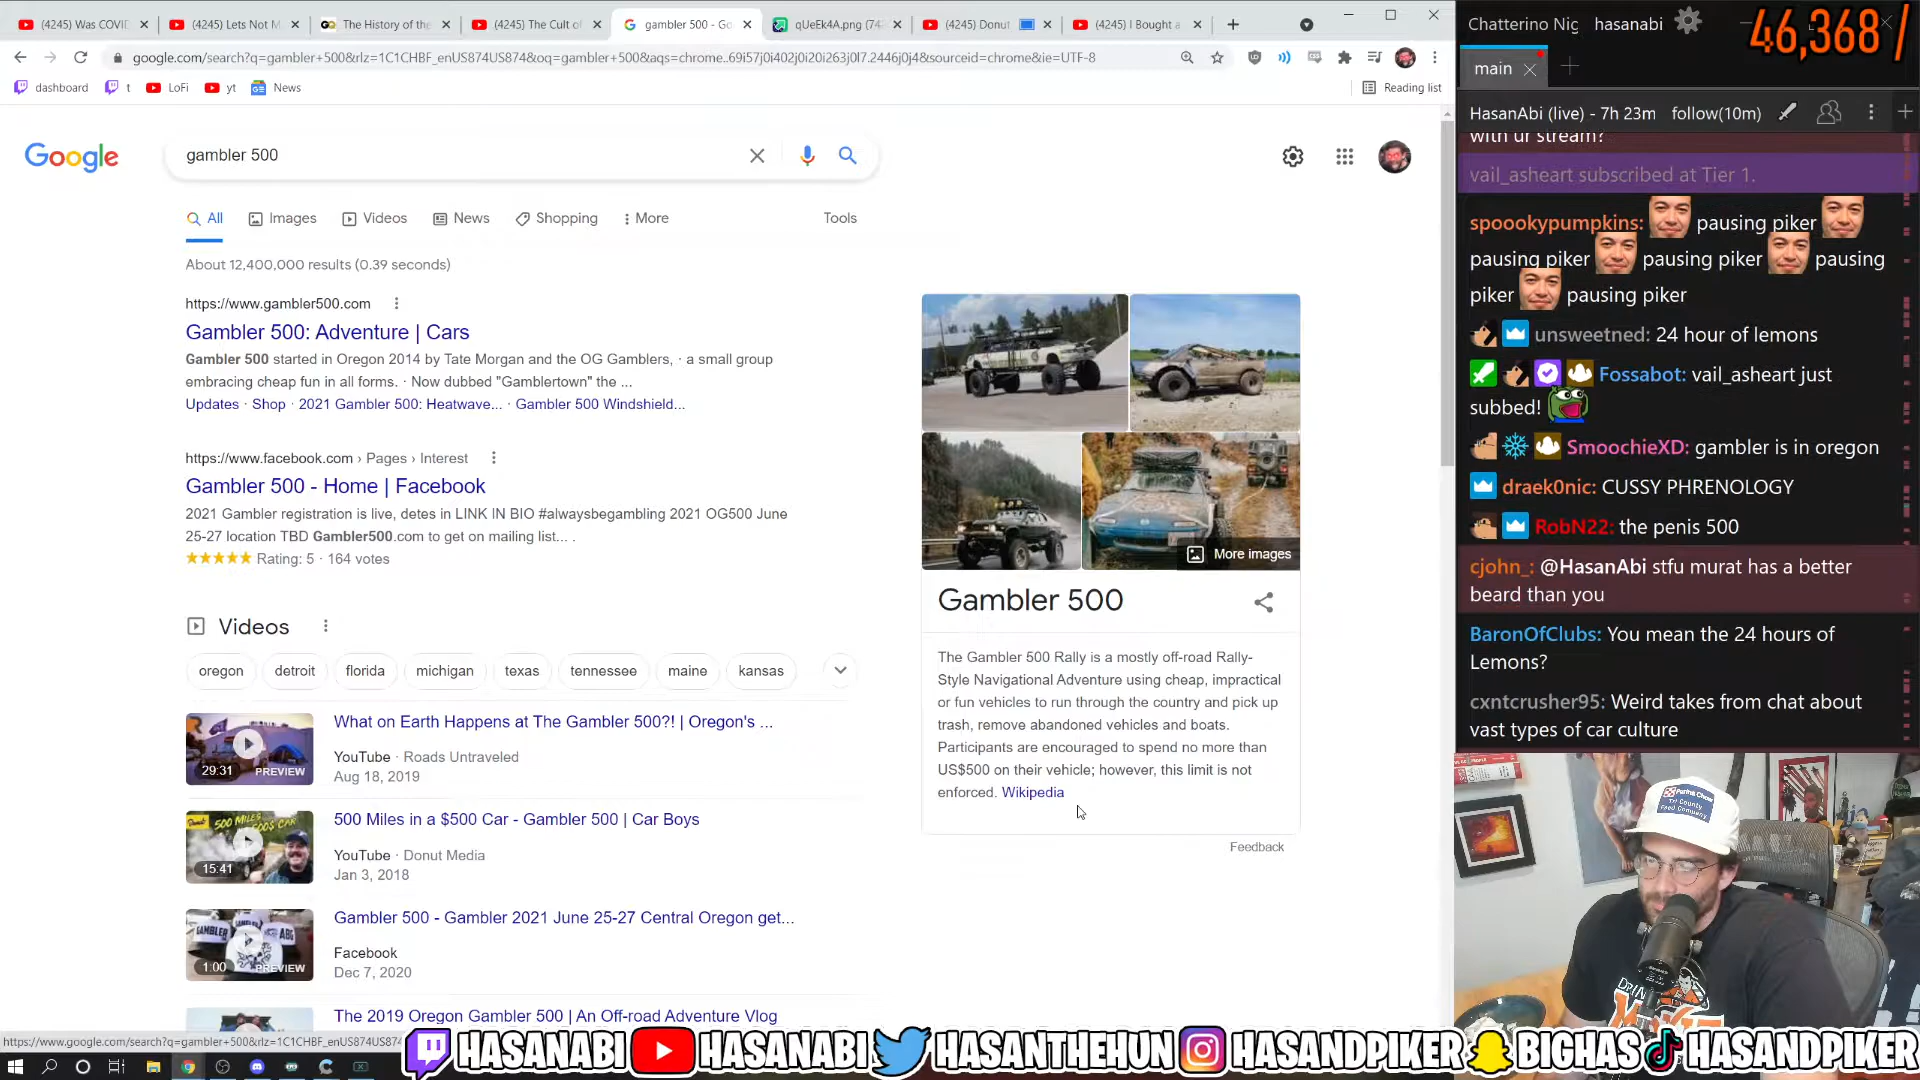 (4245) Was COVID
(4245) Lets Not M
The History of the
(4245) The Cult of
gambler 500 - Go
qUeEk4A.png (74
(4245) Donut
(4245) I Bought a
google.com/search?q=gambler+500&rlz=1C1CHBF_enUS874US874&oq=gambler+500&aqs=chrome..69i57j0i402j0i20i263j0l7.2446j0j4&sourceid=chrome&ie=UTF-8
dashboard
t
LoFi
yt
News
Reading list
Google
gambler 500
All
Images
Videos
News
Shopping
More
Tools
About 12,400,000 results (0.39 seconds)
https://www.gambler500.com
Gambler 500: Adventure | Cars
Gambler 500 started in Oregon 2014 by Tate Morgan and the OG Gamblers, · a small group
embracing cheap fun in all forms. · Now dubbed "Gamblertown" the ...
Updates · Shop · 2021 Gambler 500: Heatwave... · Gambler 500 Windshield...
https://www.facebook.com › Pages › Interest
Gambler 500 - Home | Facebook
2021 Gambler registration is live, detes in LINK IN BIO #alwaysbegambling 2021 OG500 June
25-27 location TBD Gambler500.com to get on mailing list... .
Rating: 5 · 164 votes
Videos
oregon
detroit
florida
michigan
texas
tennessee
maine
kansas
29:31 PREVIEW
What on Earth Happens at The Gambler 500?! | Oregon's ...
YouTube · Roads Untraveled
Aug 18, 2019
15:41
500 Miles in a $500 Car - Gambler 500 | Car Boys
YouTube · Donut Media
Jan 3, 2018
1:00 PREVIEW
Gambler 500 - Gambler 2021 June 25-27 Central Oregon get...
Facebook
Dec 7, 2020
The 2019 Oregon Gambler 500 | An Off-road Adventure Vlog
More images
Gambler 500
The Gambler 500 Rally is a mostly off-road Rally-
Style Navigational Adventure using cheap, impractical
or fun vehicles to run through the country and pick up
trash, remove abandoned vehicles and boats.
Participants are encouraged to spend no more than
US$500 on their vehicle; however, this limit is not
enforced. Wikipedia
Feedback
https://www.google.com/search?q=gambler+500&rlz=1C1CHBF_enUS874US874
Chatterino Nig
hasanabi
46,368 /
main
HasanAbi (live) - 7h 23m follow(10m)
with ur stream?
vail_asheart subscribed at Tier 1.
spoookypumpkins: pausing piker
pausing piker pausing piker pausing
piker pausing piker
unsweetned: 24 hour of lemons
Fossabot: vail_asheart just
subbed!
SmoochieXD: gambler is in oregon
draek0nic: CUSSY PHRENOLOGY
RobN22: the penis 500
cjohn_: @HasanAbi stfu murat has a better
beard than you
BaronOfClubs: You mean the 24 hours of
Lemons?
cxntcrusher95: Weird takes from chat about
vast types of car culture
HASANABI
HASANABI
HASANTHEHUN
HASANDPIKER
BIGHAS
HASANDPIKER